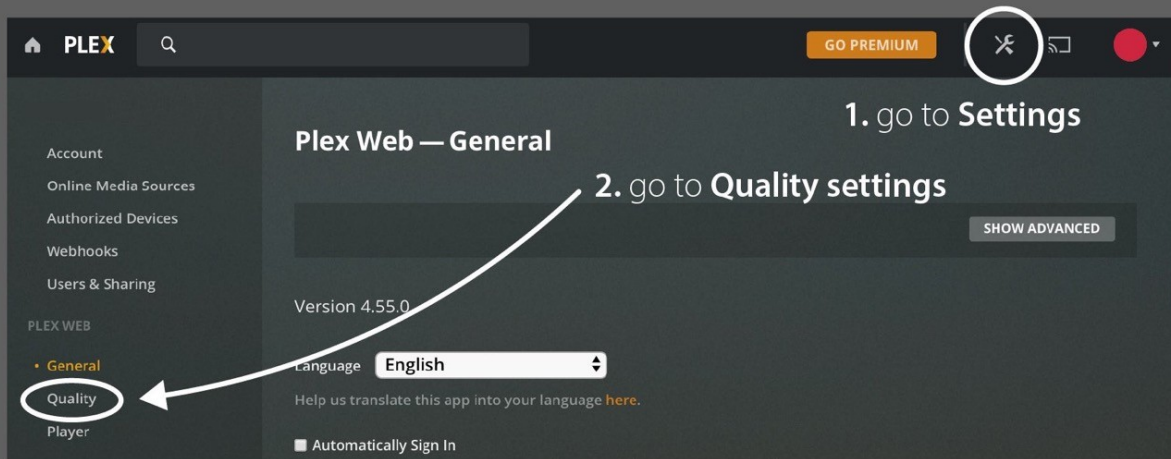 PLEX
GO PREMIUM
1. go to Settings
Account
Online Media Sources
Authorized Devices
Webhooks
Users & Sharing
PLEX WEB
• General
Quality
Player
Plex Web — General
2. go to Quality settings
SHOW ADVANCED
Version 4.55.0
Language English
Help us translate this app into your language here.
Automatically Sign In